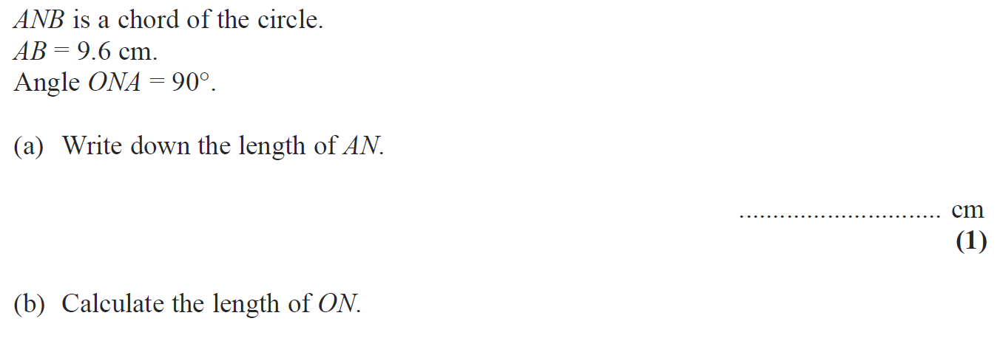 ANB is a chord of the circle.
AB = 9.6 cm.
Angle ONA = 90°.
(a) Write down the length of AN.
.............................. cm
(1)
(b) Calculate the length of ON.